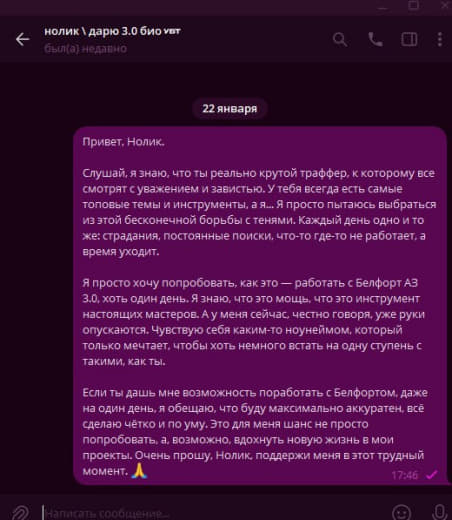 нолик \ дарю 3.0 био УБТ
был(а) недавно
22 января
Привет, Нолик.
Слушай, я знаю, что ты реально крутой траффер, к которому все
смотрят с уважением и завистью. У тебя всегда есть самые
топовые темы и инструменты, а я... Я просто пытаюсь выбраться
из этой бесконечной борьбы с тенями. Каждый день одно и то
же: страдания, постоянные поиски, что-то где-то не работает, а
время уходит.
Я просто хочу попробовать, как это — работать с Белфорт АЗ
3.0, хоть один день. Я знаю, что это мощь, что это инструмент
настоящих мастеров. А у меня сейчас, честно говоря, уже руки
опускаются. Чувствую себя каким-то ноунеймом, который
только мечтает, чтобы хоть немного встать на одну ступень с
такими, как ты.
Если ты дашь мне возможность поработать с Белфортом, даже
на один день, я обещаю, что буду максимально аккуратен, всё
сделаю чётко и по уму. Это для меня шанс не просто
попробовать, а, возможно, вдохнуть новую жизнь в мои
проекты. Очень прошу, Нолик, поддержи меня в этот трудный
момент. 🙏
17:46
Написать сообщение...